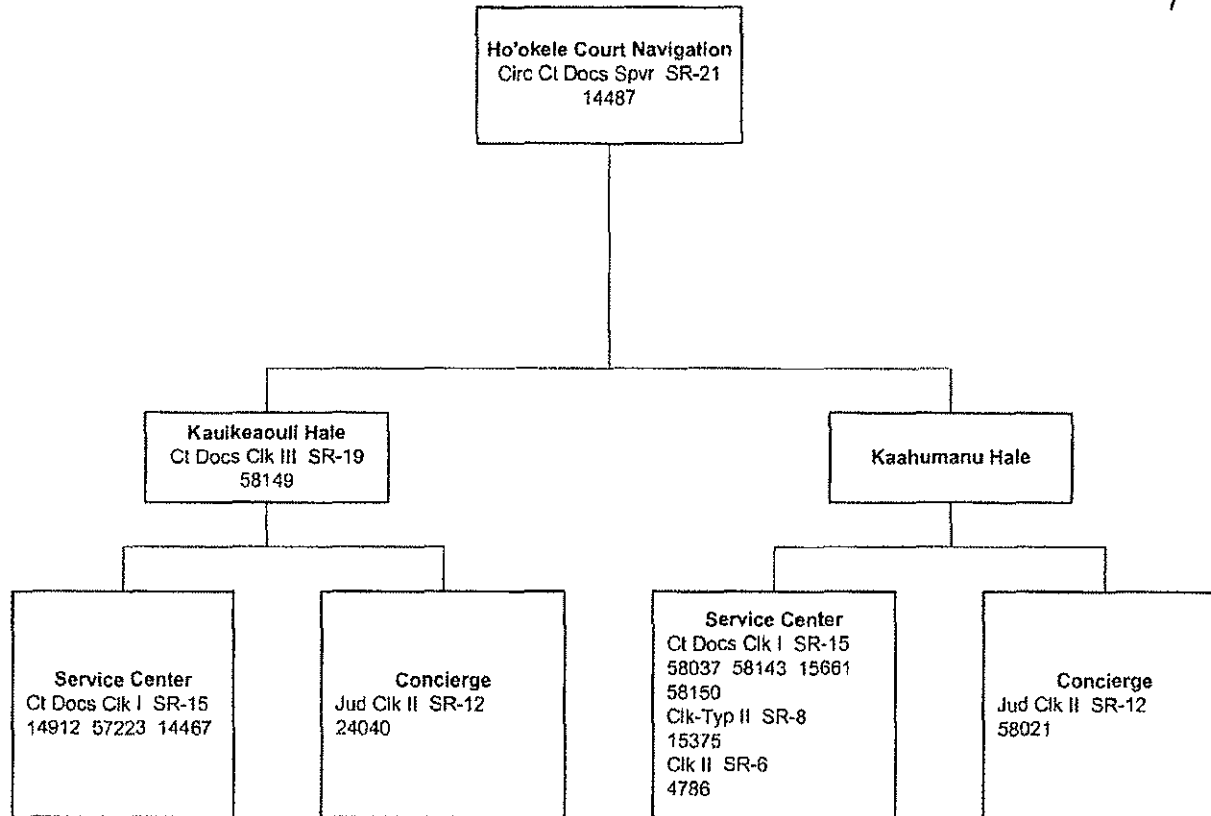 Ho'okele Court Navigation
Circ Ct Docs Spvr SR-21
14487
Kauikeaouli Hale
Ct Docs Clk III SR-19
58149
Kaahumanu Hale
Service Center
Ct Docs Clk I SR-15
14912 57223 14467
Concierge
Jud Clk II SR-12
24040
Service Center
Ct Docs Clk I SR-15
58037 58143 15661
58150
Clk-Typ II SR-8
15375
Clk II SR-6
4786
Concierge
Jud Clk II SR-12
58021